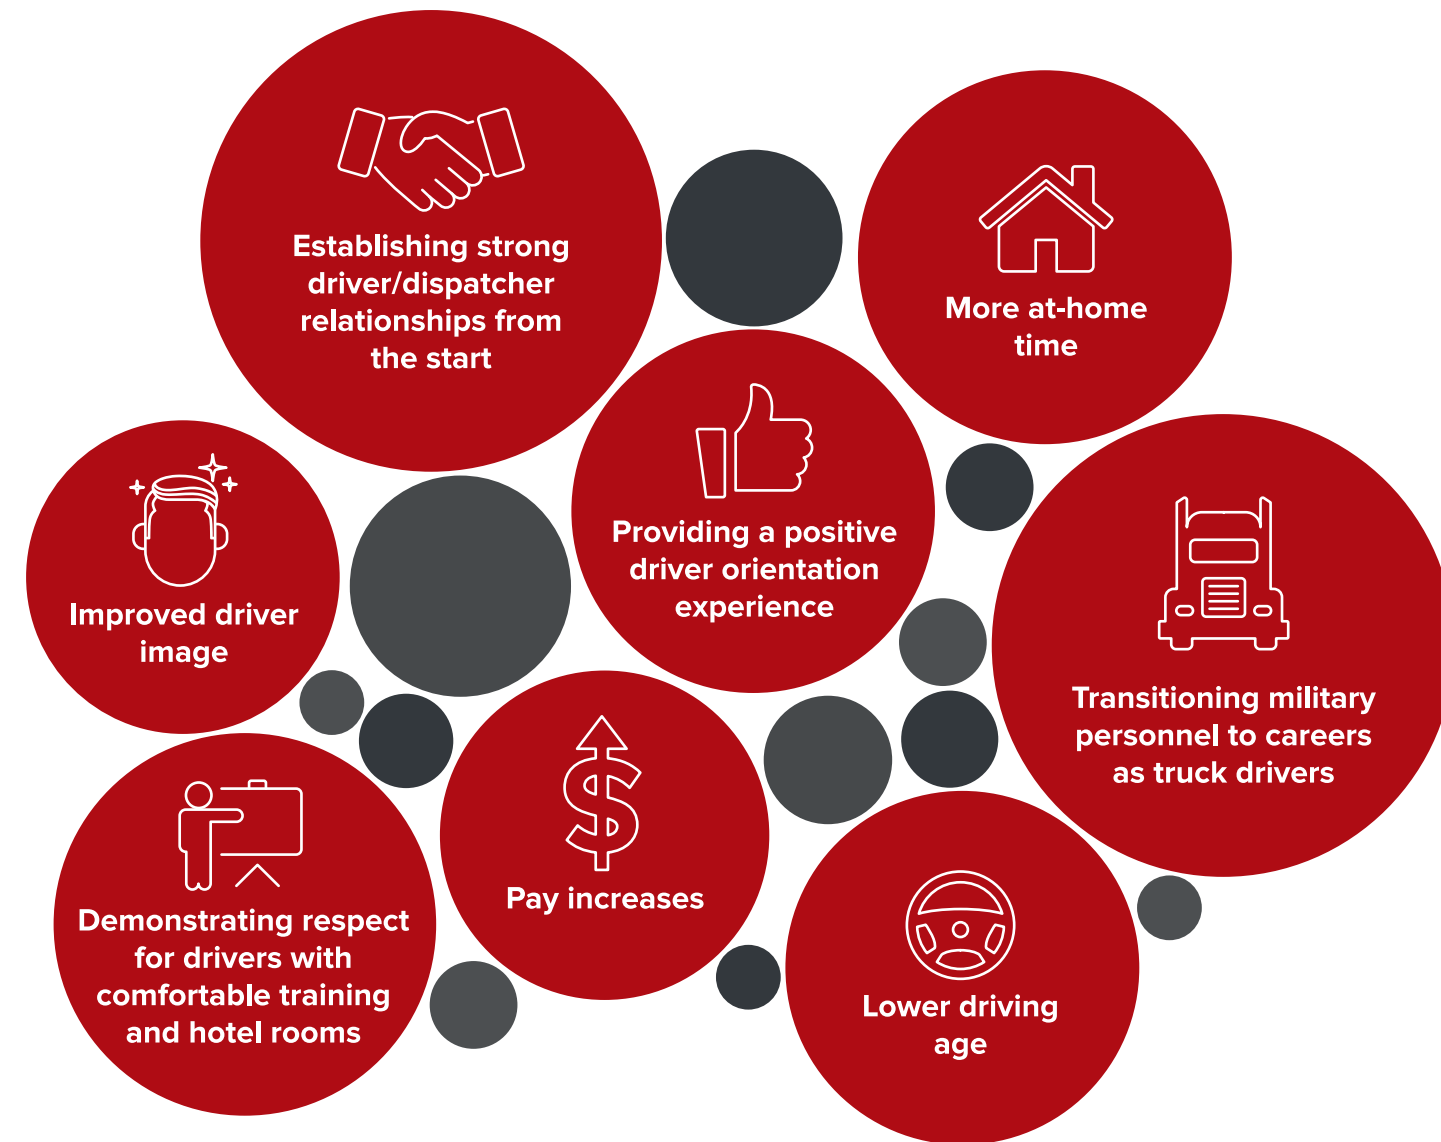 Establishing strong
driver/dispatcher
relationships from
the start
More at-home
time
Providing a positive
driver orientation
experience
Improved driver
image
Transitioning military
personnel to careers
as truck drivers
Pay increases
Demonstrating respect
for drivers with
comfortable training
and hotel rooms
Lower driving
age